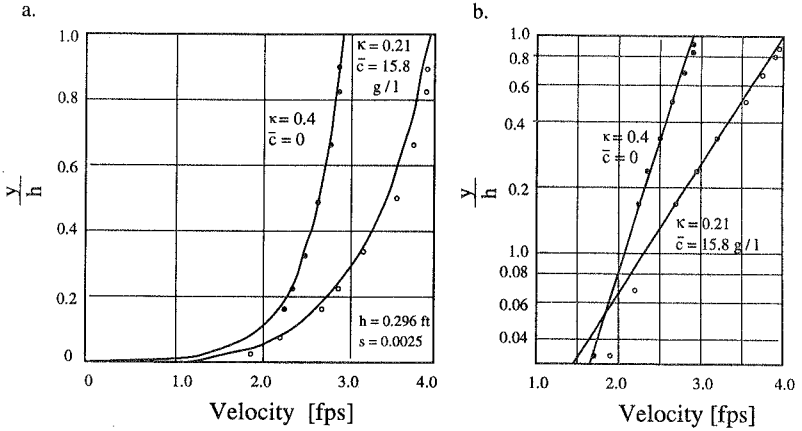 a.
1.0
0.8
0.6
0.4
0.2
0
y
h
κ = 0.4
c̄ = 0
κ = 0.21
c̄ = 15.8
g / l
h = 0.296 ft
s = 0.0025
0 1.0 2.0 3.0 4.0
Velocity [fps]
b.
1.0
0.8
0.6
0.4
0.2
1.0
0.08
0.06
0.04
y
h
κ = 0.4
c̄ = 0
κ = 0.21
c̄ = 15.8 g / l
1.0 2.0 3.0 4.0
Velocity [fps]